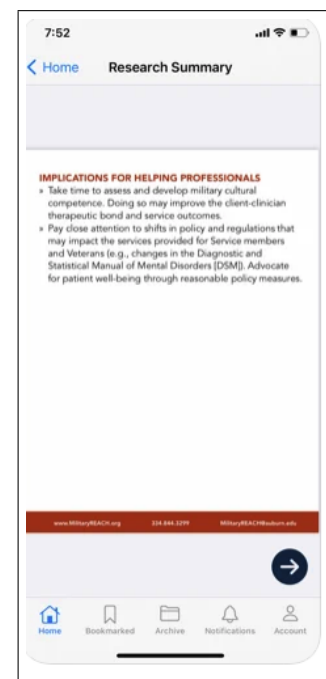 7:52
Home Research Summary
IMPLICATIONS FOR HELPING PROFESSIONALS
» Take time to assess and develop military cultural
competence. Doing so may improve the client-clinician
therapeutic bond and service outcomes.
» Pay close attention to shifts in policy and regulations that
may impact the services provided for Service members
and Veterans (e.g., changes in the Diagnostic and
Statistical Manual of Mental Disorders [DSM]). Advocate
for patient well-being through reasonable policy measures.
www.MilitaryREACH.org 334.844.3299 MilitaryREACH@auburn.edu
Home Bookmarked Archive Notifications Account